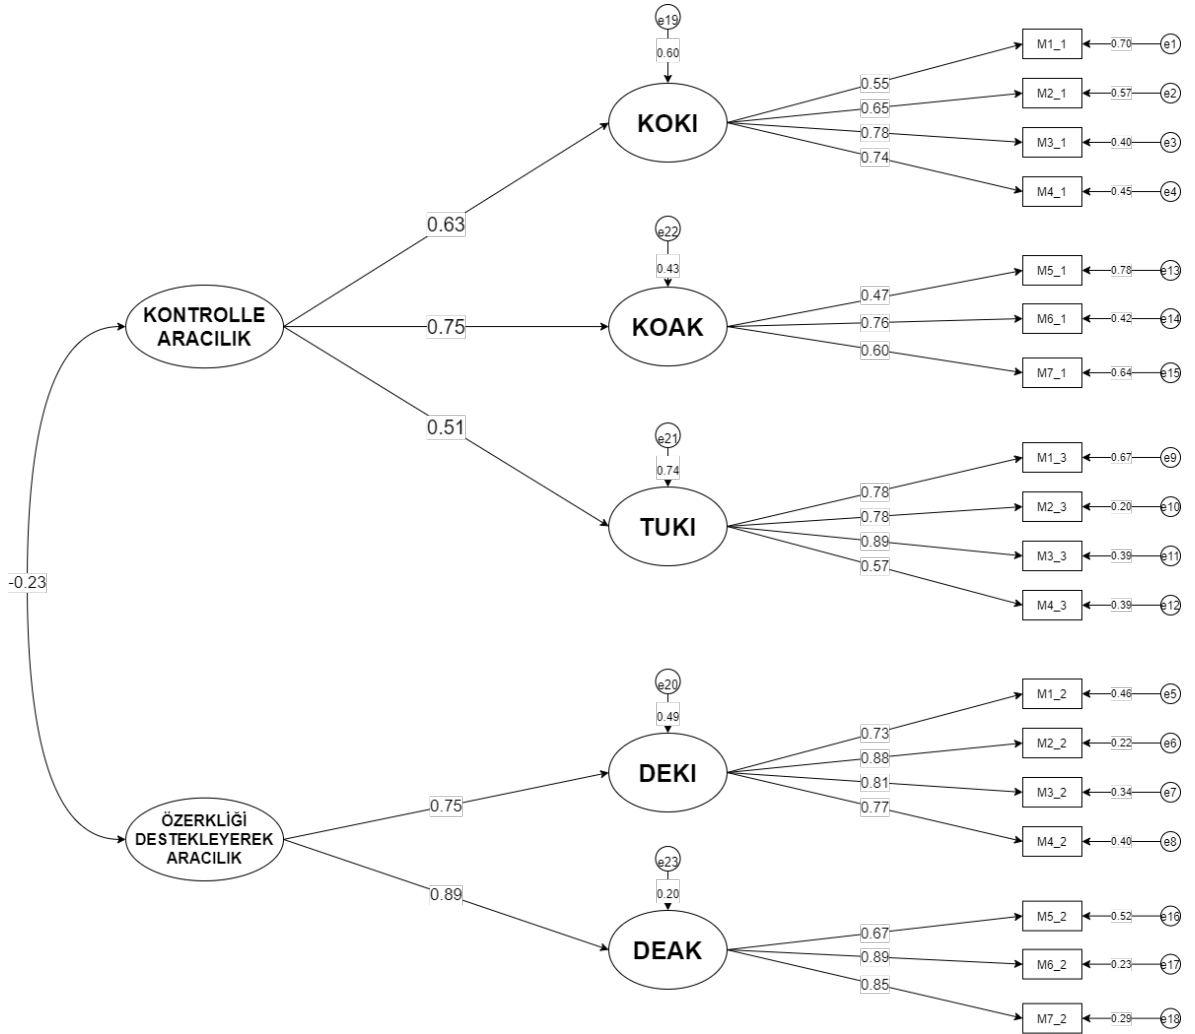 e19
0.60
KOKI
0.55
0.65
0.78
0.74
M1_1
0.70
e1
M2_1
0.57
e2
M3_1
0.40
e3
M4_1
0.45
e4
0.63
e22
0.43
KOAK
0.47
0.76
0.60
M5_1
0.78
e13
M6_1
0.42
e14
M7_1
0.64
e15
KONTROLLE
ARACILIK
0.75
0.51
e21
0.74
TUKI
0.78
0.78
0.89
0.57
M1_3
0.67
e9
M2_3
0.20
e10
M3_3
0.39
e11
M4_3
0.39
e12
-0.23
e20
0.49
DEKI
0.73
0.88
0.81
0.77
M1_2
0.46
e5
M2_2
0.22
e6
M3_2
0.34
e7
M4_2
0.40
e8
ÖZERKLİĞİ
DESTEKLEYEREK
ARACILIK
0.75
0.89
e23
0.20
DEAK
0.67
0.89
0.85
M5_2
0.52
e16
M6_2
0.23
e17
M7_2
0.29
e18